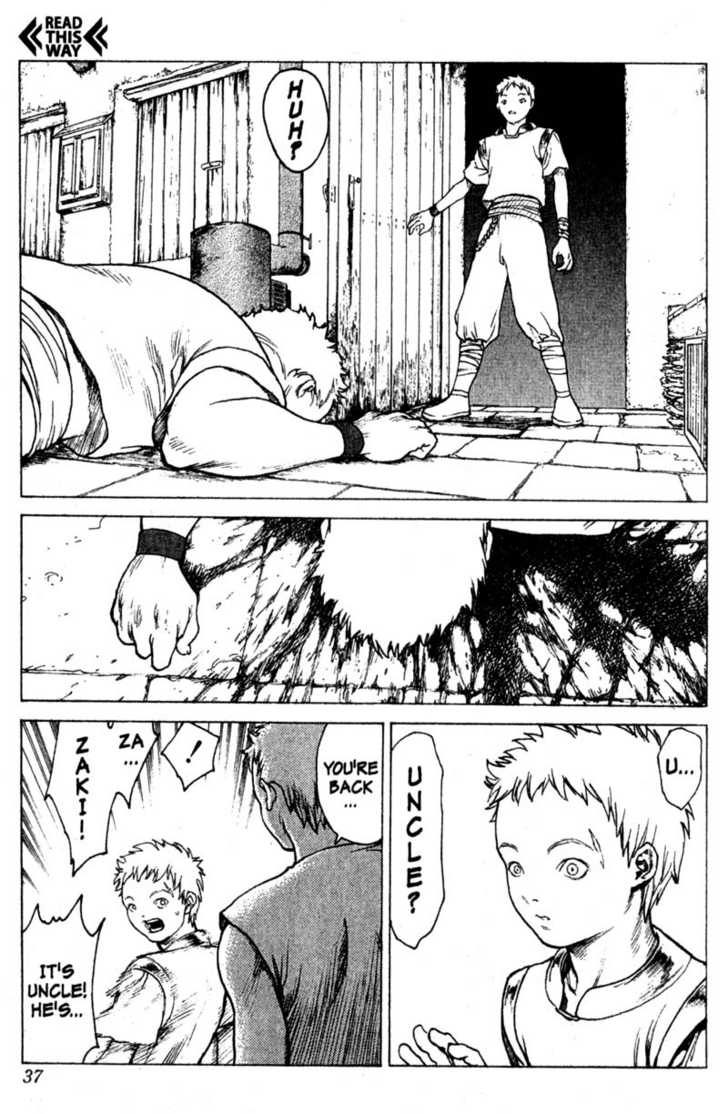 READ
THIS
WAY
HUH?
U...
UNCLE?
YOU'RE
BACK
...
!
ZA
...
ZAKI!
IT'S
UNCLE!
HE'S...
37